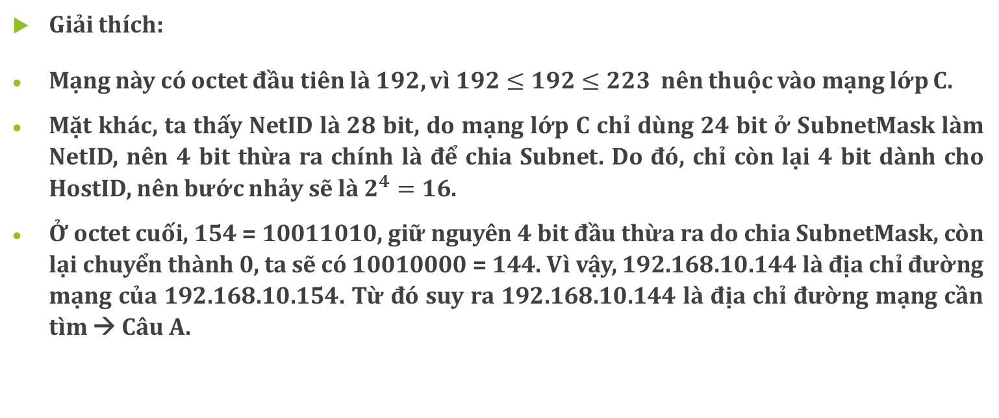 Giải thích:
Mạng này có octet đầu tiên là 192, vì 192 ≤ 192 ≤ 223 nên thuộc vào mạng lớp C.
Mặt khác, ta thấy NetID là 28 bit, do mạng lớp C chỉ dùng 24 bit ở SubnetMask làm
NetID, nên 4 bit thừa ra chính là để chia Subnet. Do đó, chỉ còn lại 4 bit dành cho
HostID, nên bước nhảy sẽ là 2⁴ = 16.
Ở octet cuối, 154 = 10011010, giữ nguyên 4 bit đầu thừa ra do chia SubnetMask, còn
lại chuyển thành 0, ta sẽ có 10010000 = 144. Vì vậy, 192.168.10.144 là địa chỉ đường
mạng của 192.168.10.154. Từ đó suy ra 192.168.10.144 là địa chỉ đường mạng cần
tìm → Câu A.